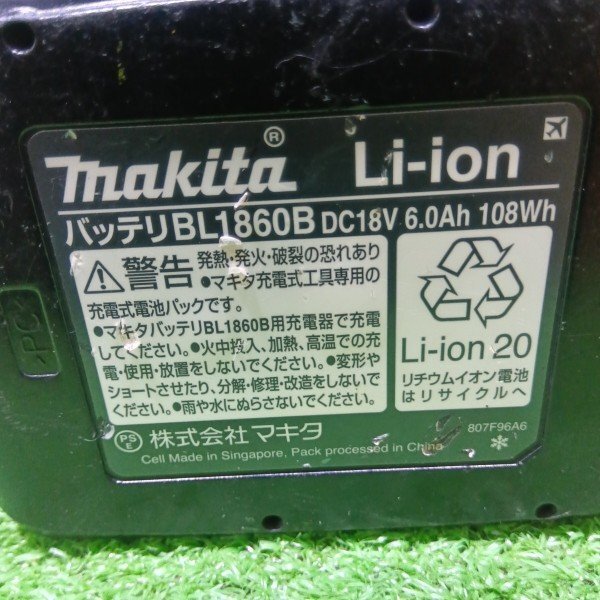 makita® Li-ion
バッテリBL1860B DC18V 6.0Ah 108Wh
警告 発熱・発火・破裂の恐れあり
●マキタ充電式工具専用の
充電式電池パックです。
●マキタバッテリBL1860B用充電器で充電
してください。●火中投入、加熱、高温での充
電・使用・放置をしないでください。●変形や
ショートさせたり、分解・修理・改造をしないで
ください。●雨や水にぬらさないでください。
Li-ion 20
リチウムイオン電池
はリサイクルへ
PS
E
株式会社 マキタ
807F96A6
Cell Made in Singapore, Pack processed in China
PC